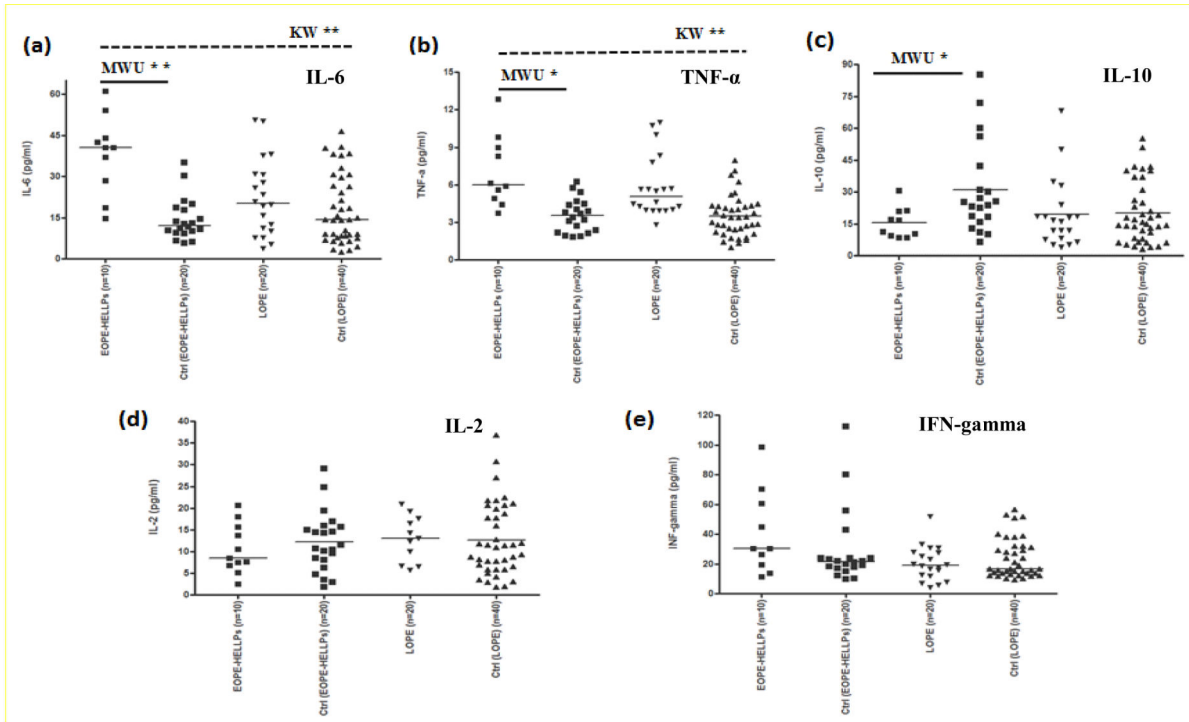 (a)
KW **
MWU * *
IL-6
IL-6 (pg/ml)
60
45
30
15
0
EOPE-HELLPs (n=10)
Ctrl (EOPE-HELLPs) (n=20)
LOPE (n=20)
Ctrl (LOPE) (n=40)
(b)
KW **
MWU *
TNF-α
TNF-a (pg/ml)
15
12
9
6
3
0
EOPE-HELLPs (n=10)
Ctrl (EOPE-HELLPs) (n=20)
LOPE (n=20)
Ctrl (LOPE) (n=40)
(c)
MWU *
IL-10
IL-10 (pg/ml)
90
75
60
45
30
15
0
EOPE-HELLPs (n=10)
Ctrl (EOPE-HELLPs) (n=20)
LOPE (n=20)
Ctrl (LOPE) (n=40)
(d)
IL-2
IL-2 (pg/ml)
40
35
30
25
20
15
10
5
0
EOPE-HELLPs (n=10)
Ctrl (EOPE-HELLPs) (n=20)
LOPE (n=20)
Ctrl (LOPE) (n=40)
(e)
IFN-gamma
INF-gamma (pg/ml)
120
100
80
60
40
20
0
EOPE-HELLPs (n=10)
Ctrl (EOPE-HELLPs) (n=20)
LOPE (n=20)
Ctrl (LOPE) (n=40)